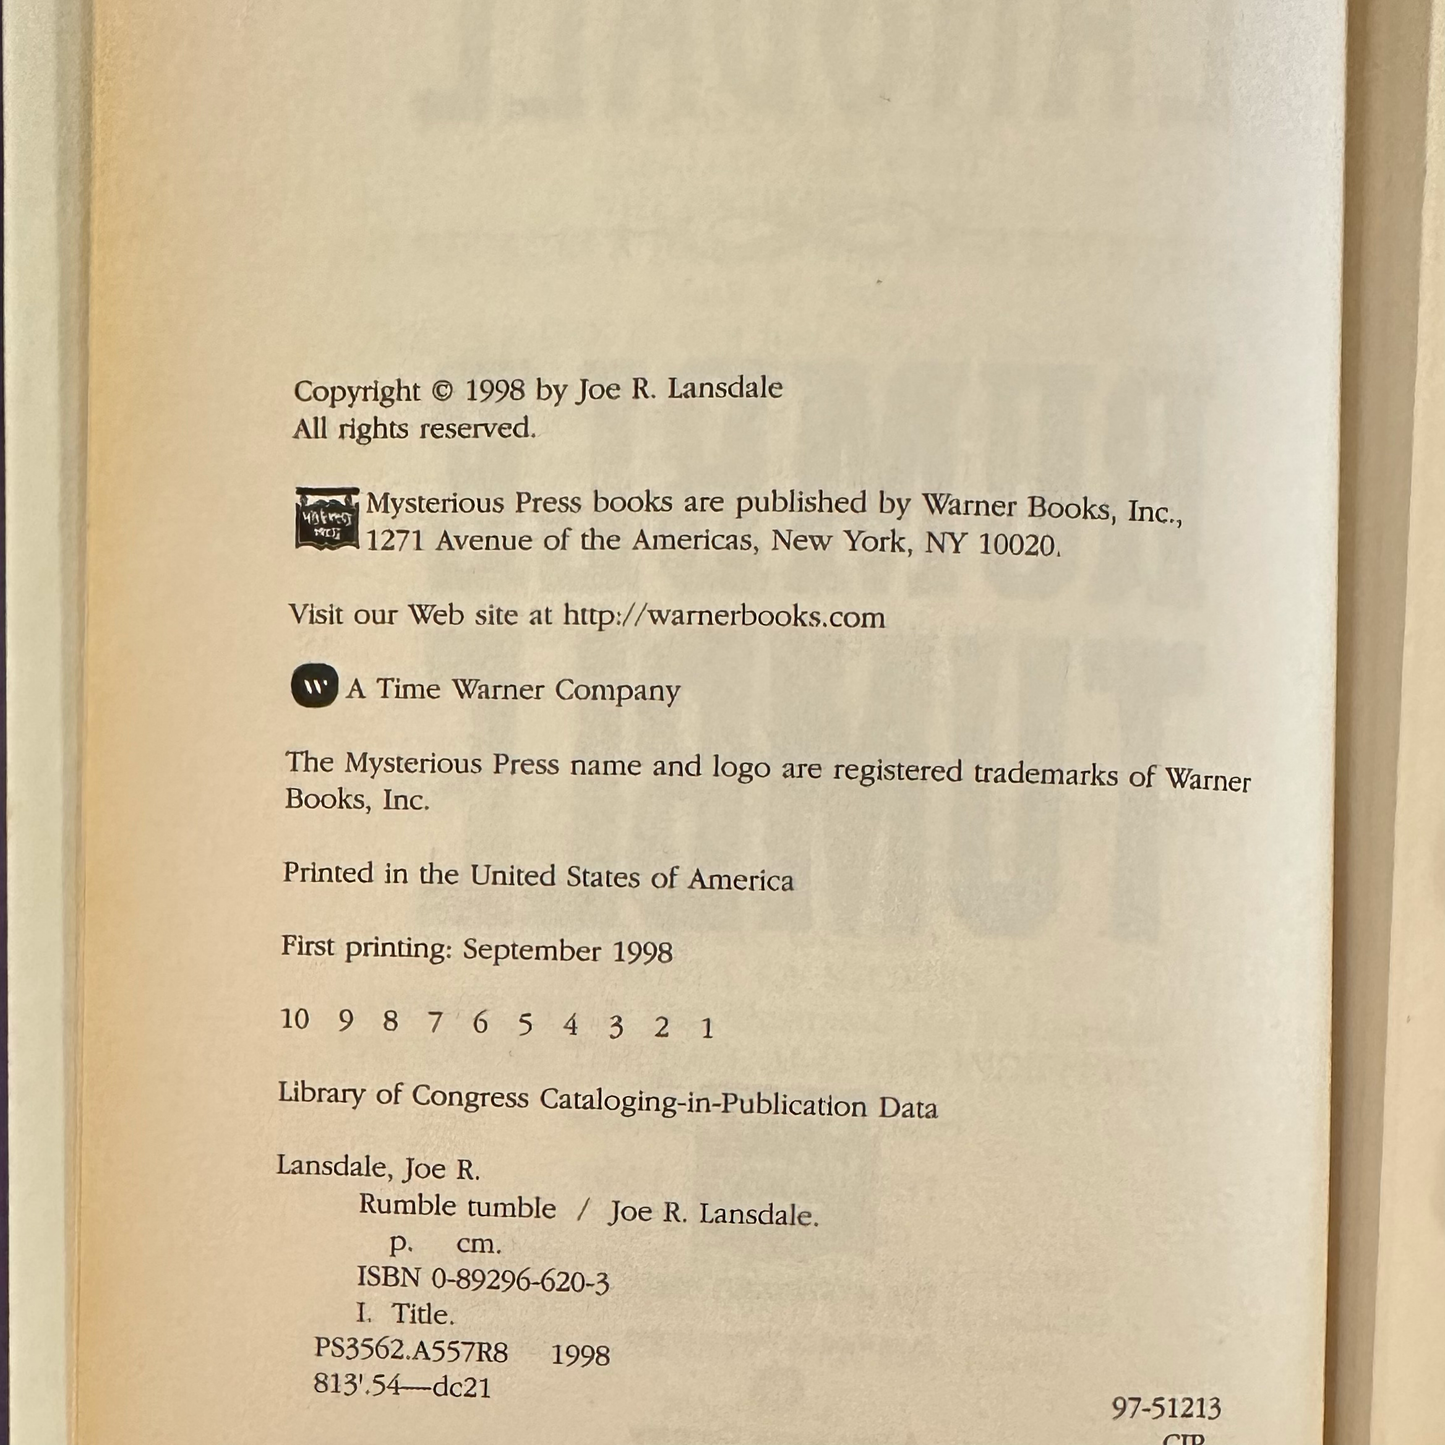 Copyright © 1998 by Joe R. Lansdale
All rights reserved.
Mysterious Press books are published by Warner Books, Inc.,
1271 Avenue of the Americas, New York, NY 10020.
Visit our Web site at http://warnerbooks.com
A Time Warner Company
The Mysterious Press name and logo are registered trademarks of Warner
Books, Inc.
Printed in the United States of America
First printing: September 1998
10 9 8 7 6 5 4 3 2 1
Library of Congress Cataloging-in-Publication Data
Lansdale, Joe R.
Rumble tumble / Joe R. Lansdale.
p. cm.
ISBN 0-89296-620-3
I. Title.
PS3562.A557R8 1998
813'.54—dc21
97-51213
CIP